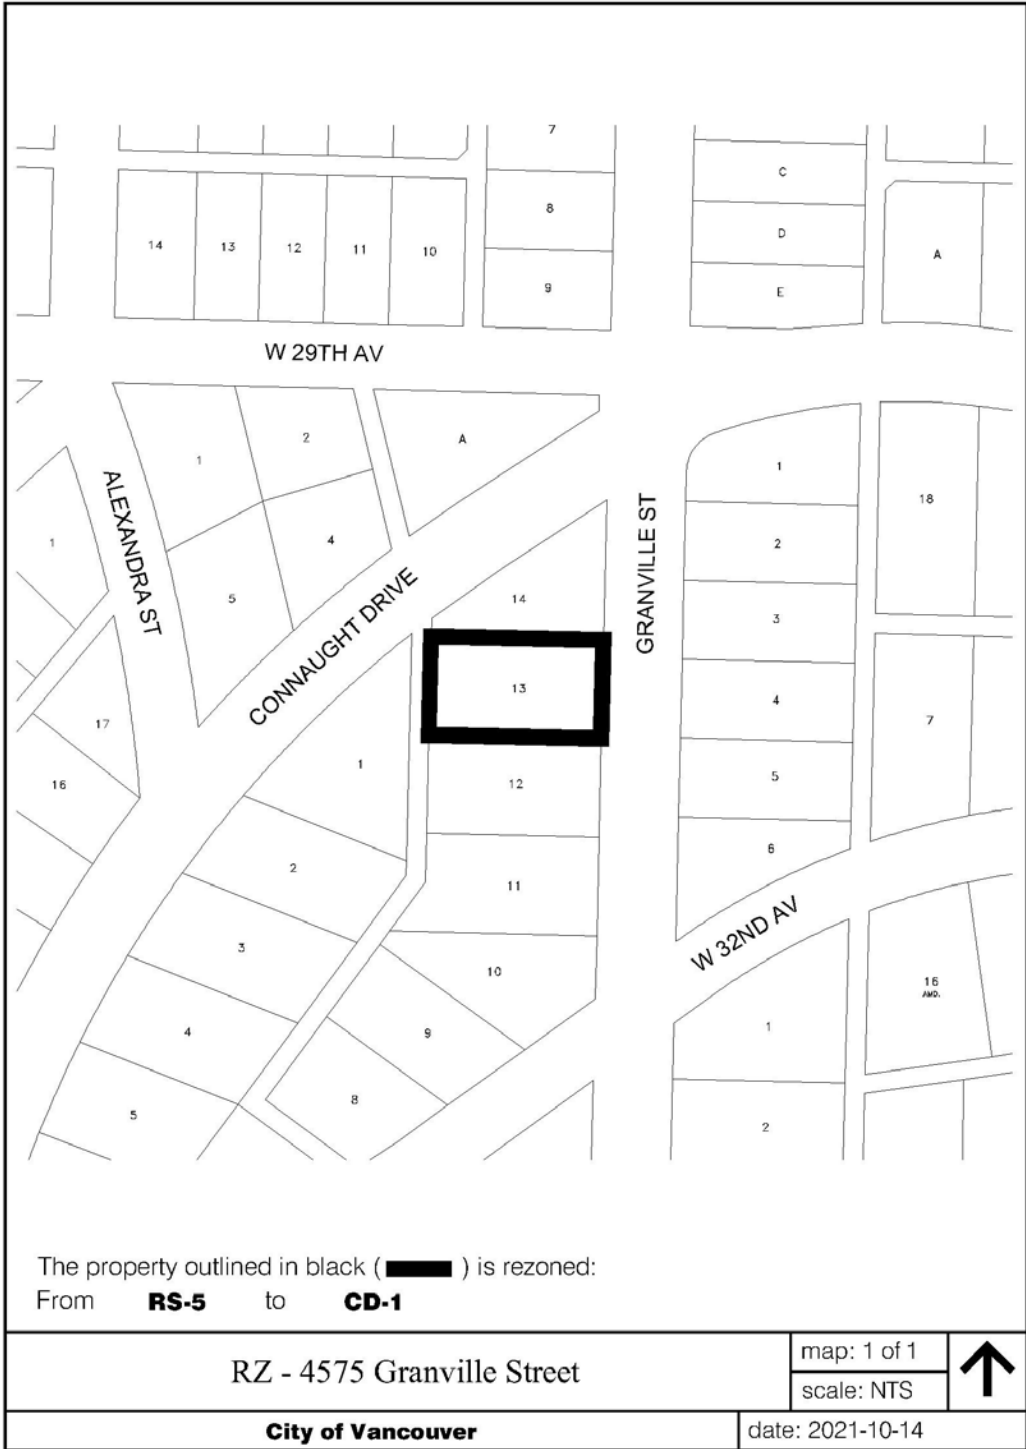 7
C
8
D
14 13 12 11 10
A
9
E
W 29TH AV
2
A
1
1
18
ALEXANDRA ST
GRANVILLE ST
1
4
2
5
CONNAUGHT DRIVE
14
3
13
4
17
7
1
16
12
5
6
2
11
W 32ND AV
3
10
16
AMD.
4
9
1
5
8
2
The property outlined in black ( ) is rezoned:
From RS-5 to CD-1
RZ - 4575 Granville Street
map: 1 of 1
scale: NTS
City of Vancouver
date: 2021-10-14